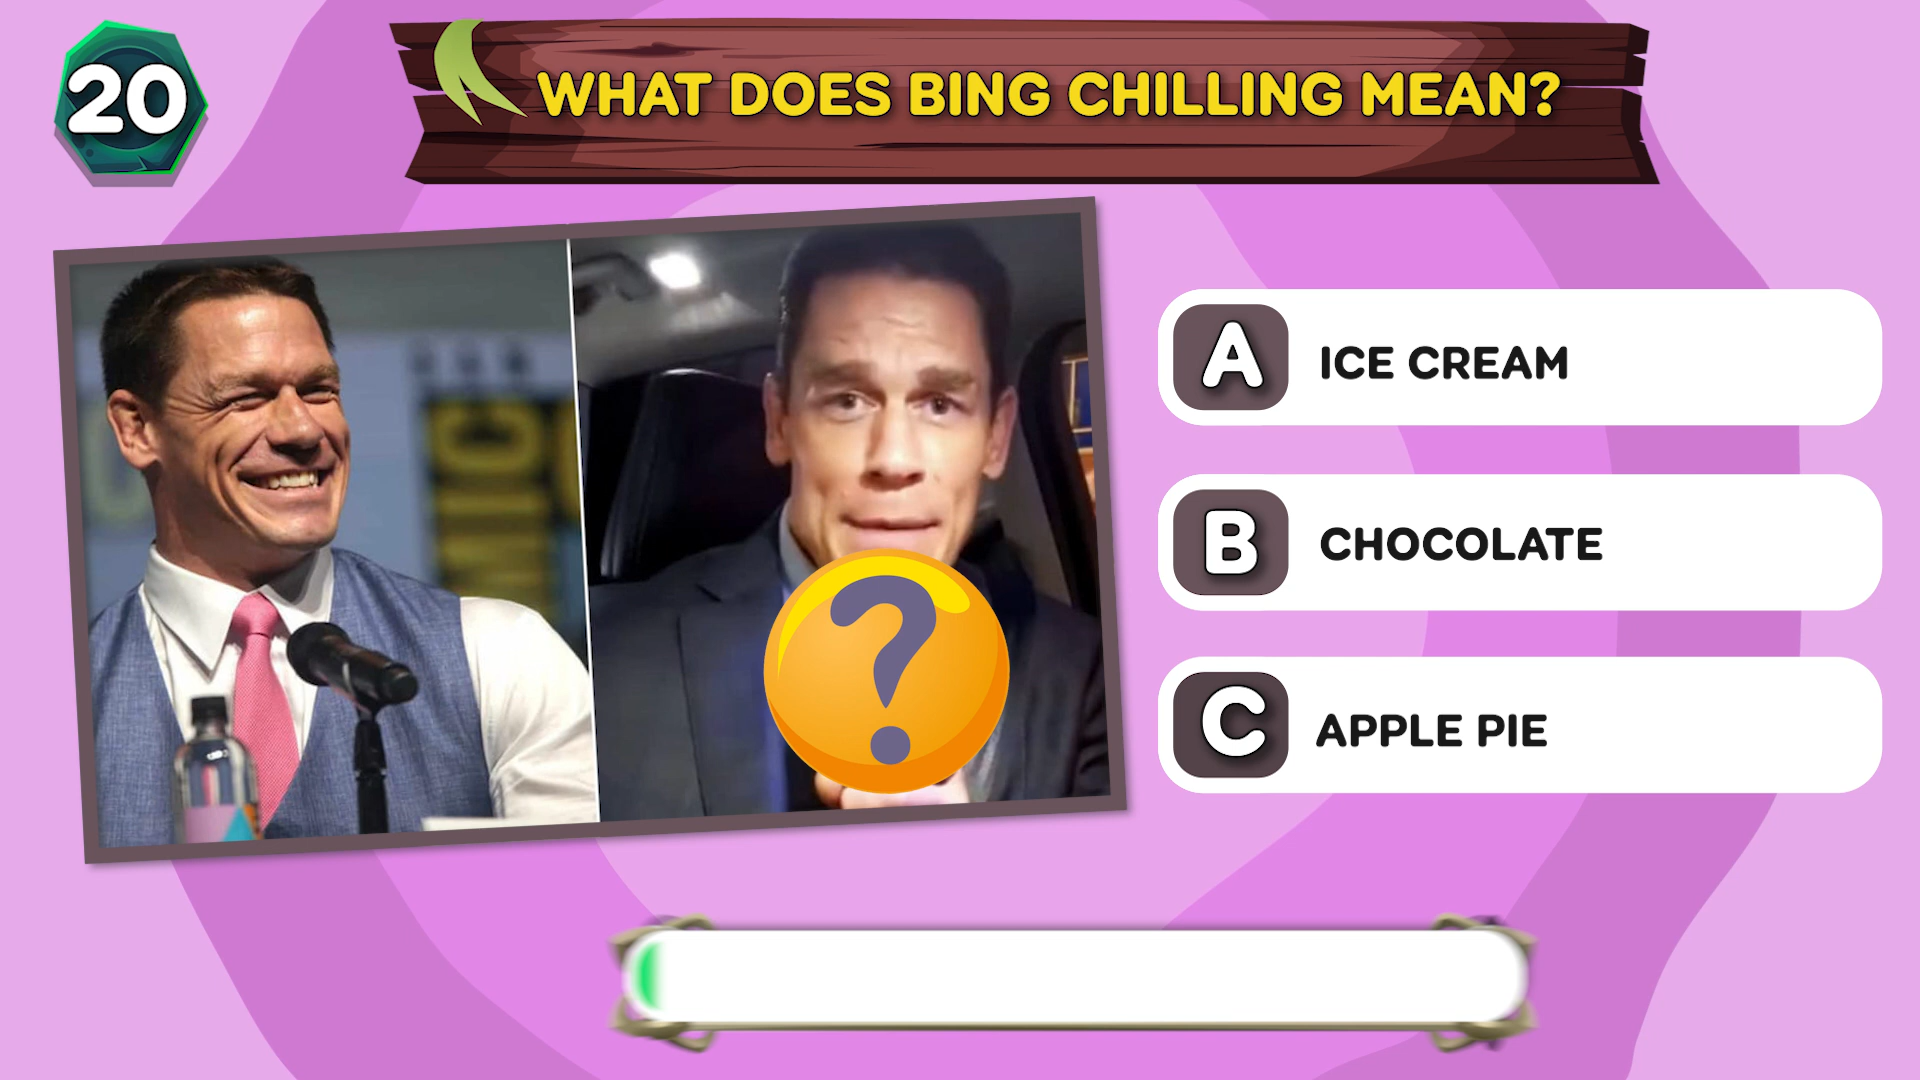 20
WHAT DOES BING CHILLING MEAN?
A
ICE CREAM
B
CHOCOLATE
?
C
APPLE PIE